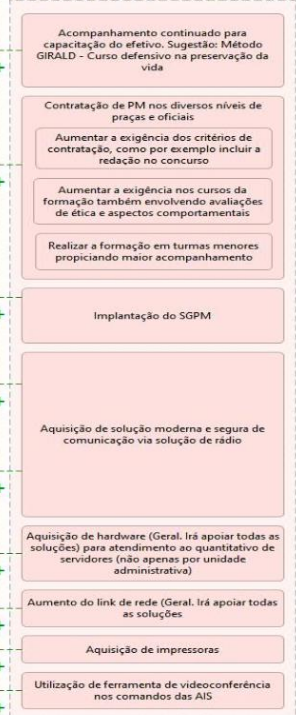 Acompanhamento continuado para
capacitação do efetivo. Sugestão: Método
GIRALD - Curso defensivo na preservação da
vida
Contratação de PM nos diversos níveis de
praças e oficiais
Aumentar a exigência dos critérios de
contratação, como por exemplo incluir a
redação no concurso
Aumentar a exigência nos cursos da
formação também envolvendo avaliações
de ética e aspectos comportamentais
Realizar a formação em turmas menores
propiciando maior acompanhamento
Implantação do SGPM
Aquisição de solução moderna e segura de
comunicação via solução de rádio
Aquisição de hardware (Geral. Irá apoiar todas as
soluções) para atendimento ao quantitativo de
servidores (não apenas por unidade
administrativa)
Aumento do link de rede (Geral. Irá apoiar todas
as soluções
Aquisição de impressoras
Utilização de ferramenta de videoconferência
nos comandos das AIS